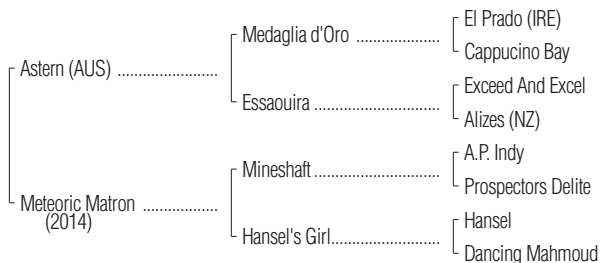 El Prado (IRE)
Medaglia d'Oro ....................
Cappucino Bay
Astern (AUS) ........................
Exceed And Excel
Essaouira .............................
Alizes (NZ)
A.P. Indy
Mineshaft ..............................
Prospectors Delite
Meteoric Matron ..................
(2014)
Hansel
Hansel's Girl..........................
Dancing Mahmoud